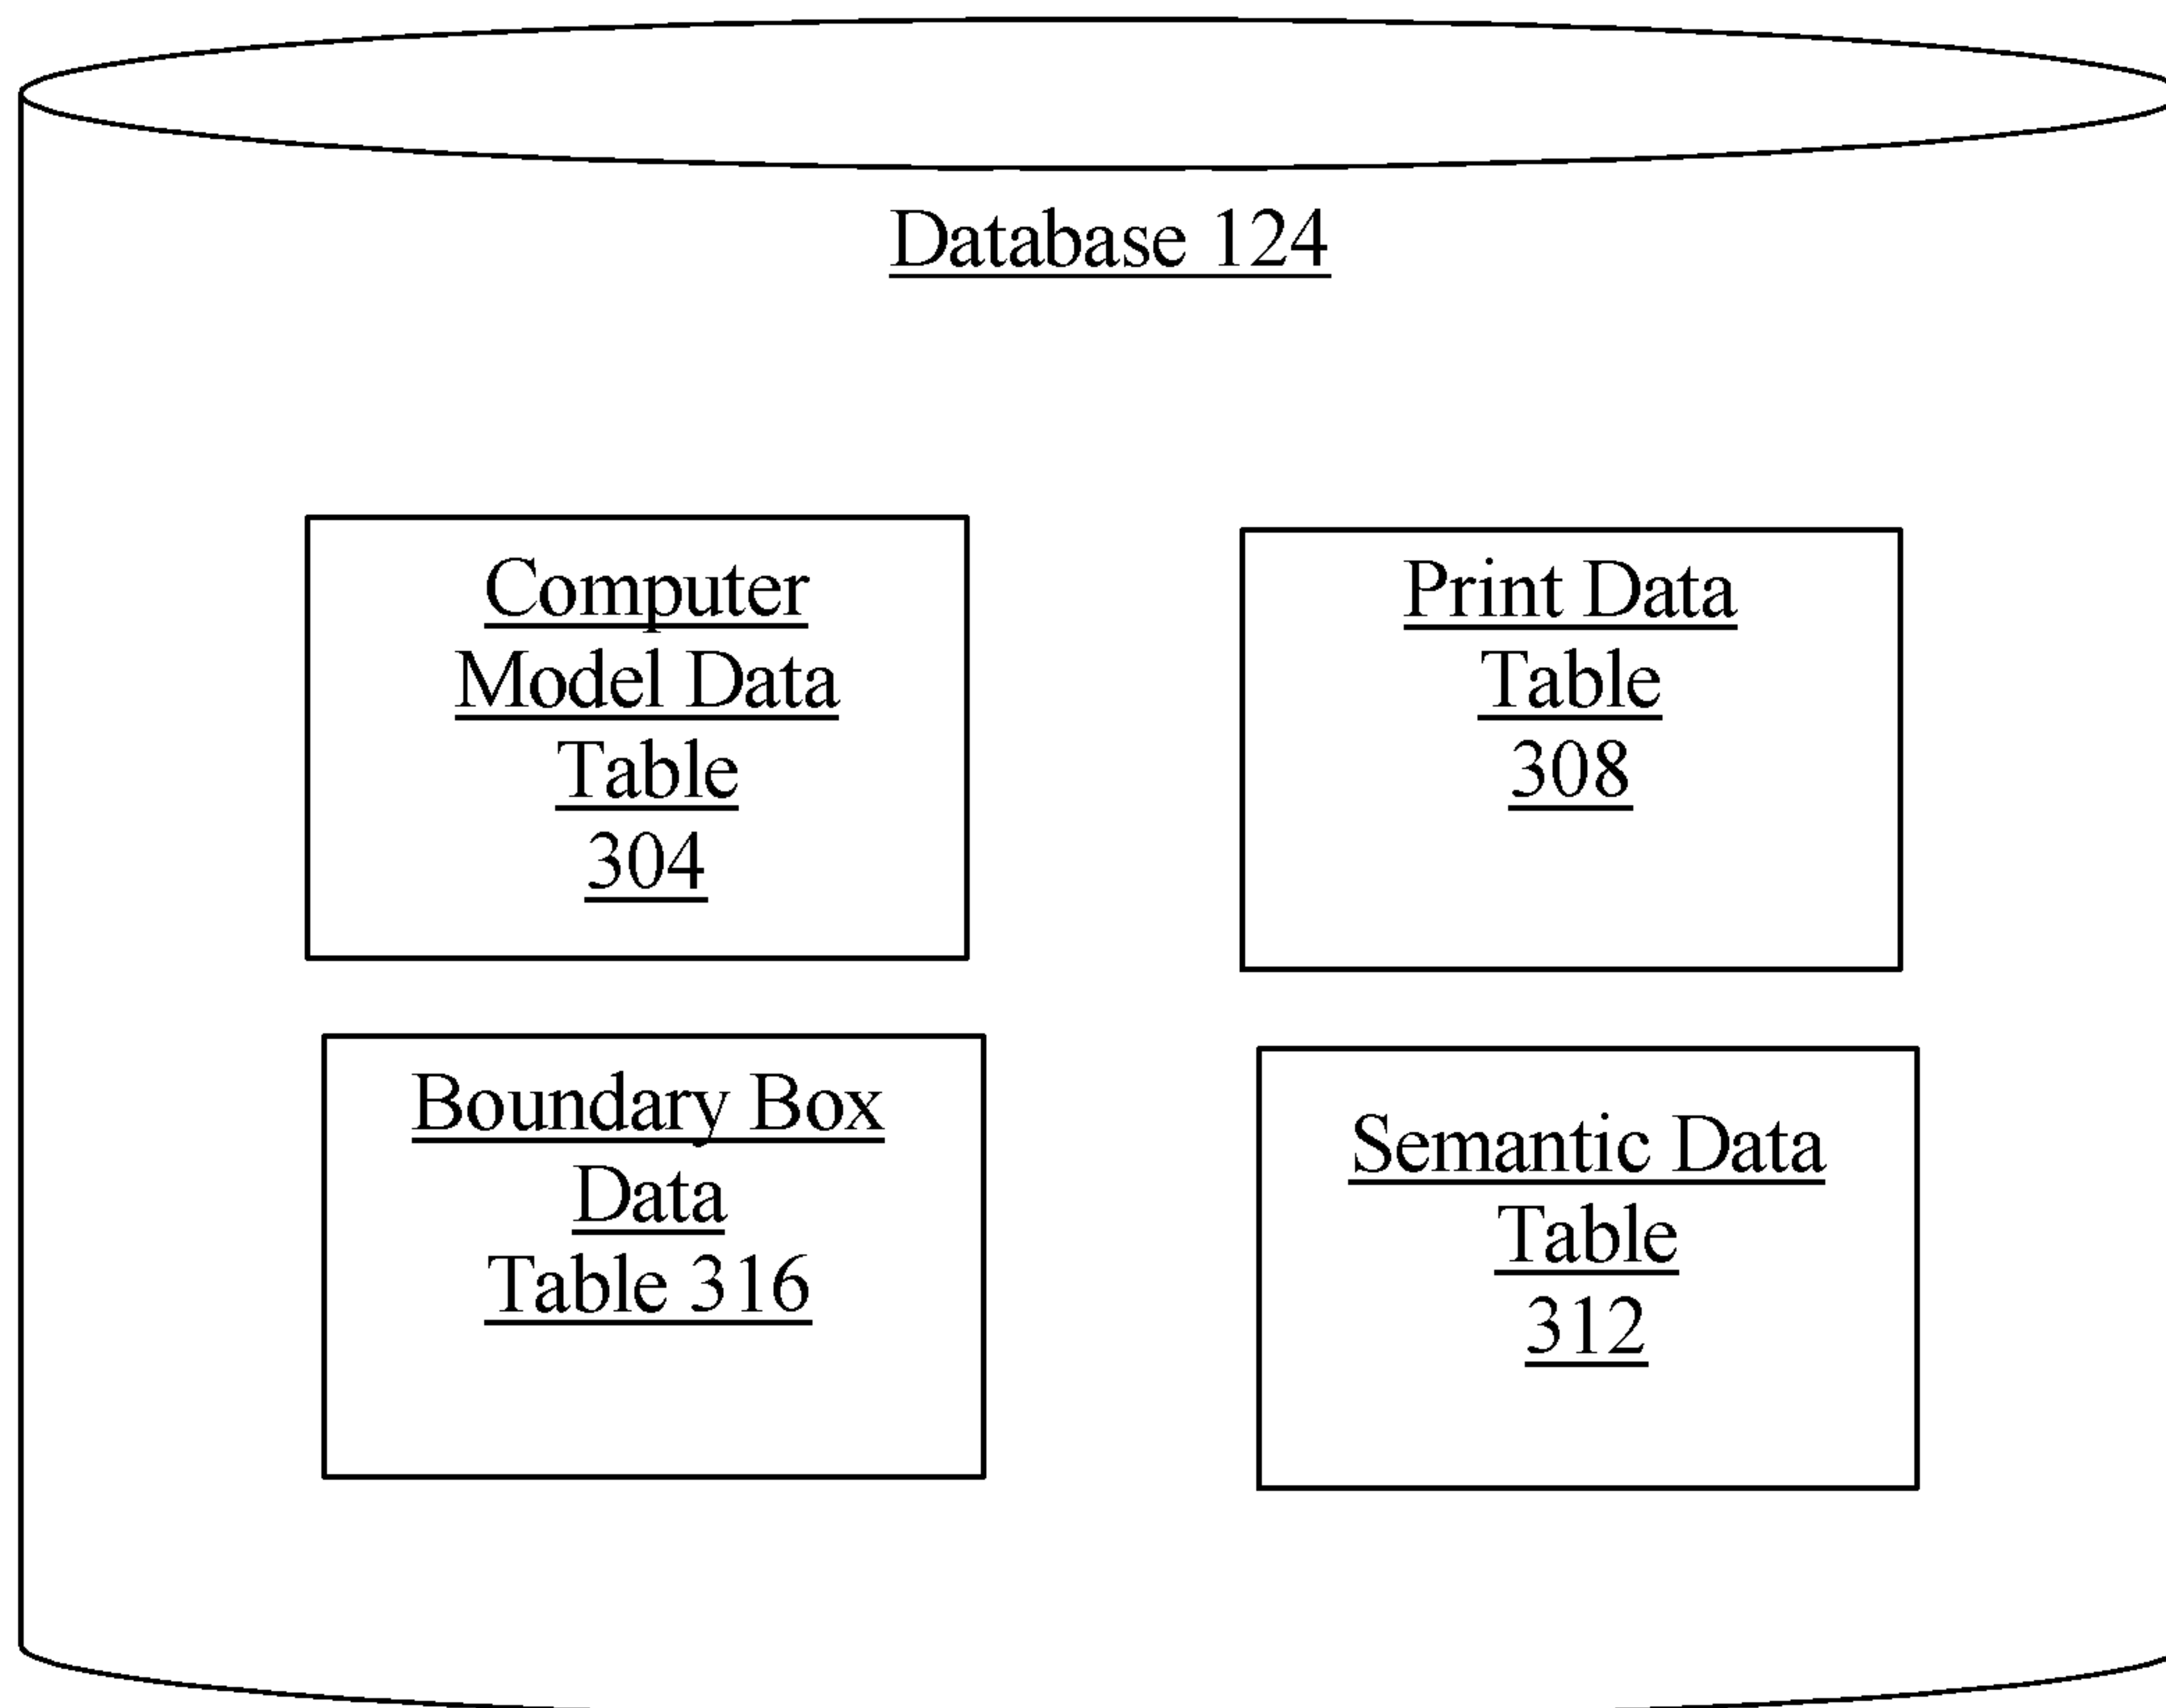 Database 124
Computer
Model Data
Table
304
Print Data
Table
308
Boundary Box
Data
Table 316
Semantic Data
Table
312